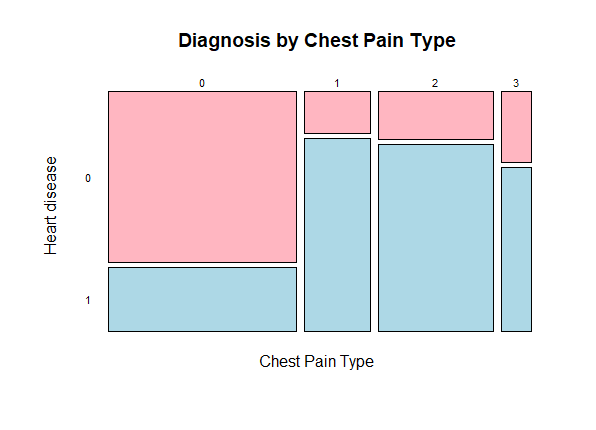 Diagnosis by Chest Pain Type
0 1 2 3
Heart disease
0
1
Chest Pain Type